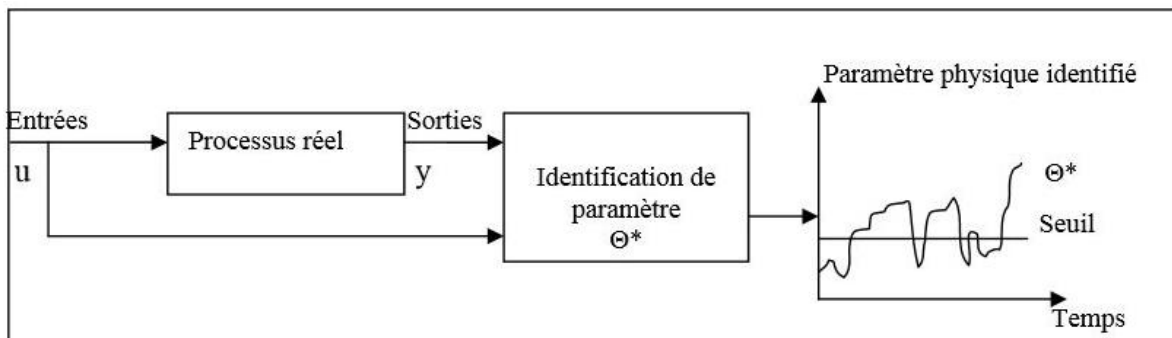 Paramètre physique identifié
Entrées
Processus réel
Sorties
u
y
Identification de
paramètre
Θ*
Θ*
Seuil
Temps